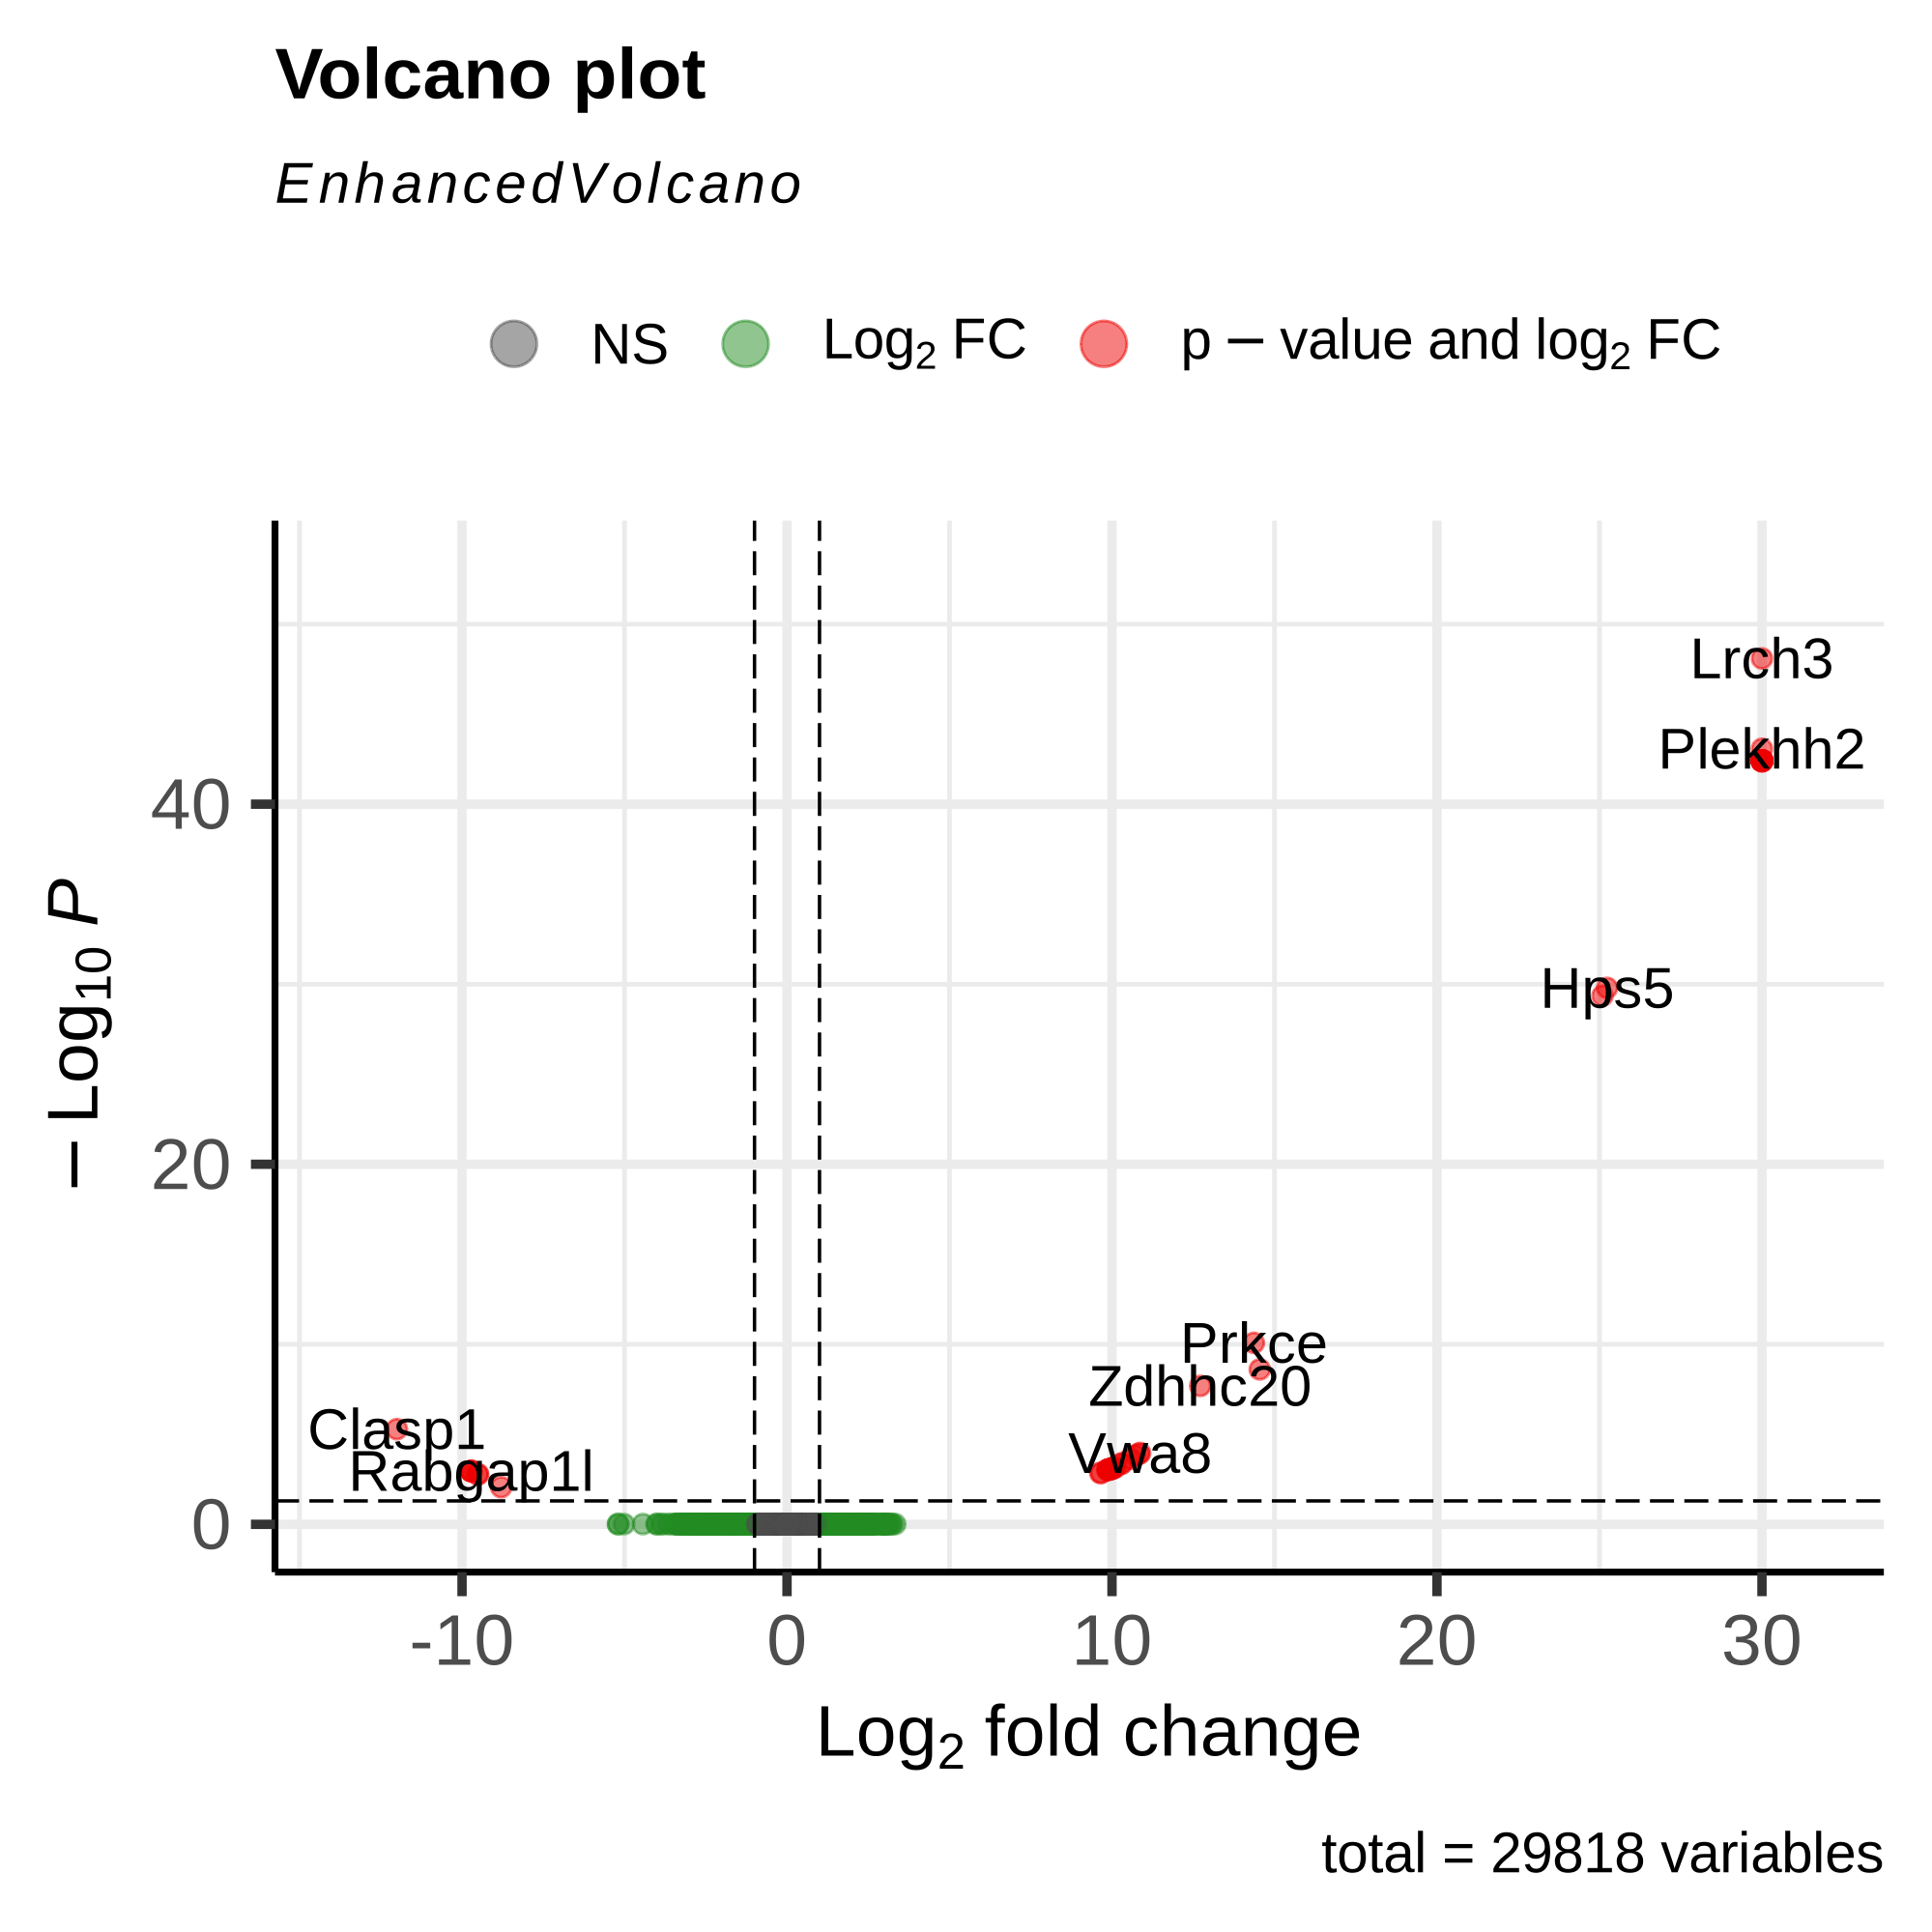 Volcano plot
EnhancedVolcano
NS Log₂ FC p − value and log₂ FC
Lrch3
Plekhh2
40
Hps5
− Log₁₀ P
20
Prkce
Zdhhc20
Clasp1
Vwa8
Rabgap1l
0
-10 0 10 20 30
Log₂ fold change
total = 29818 variables